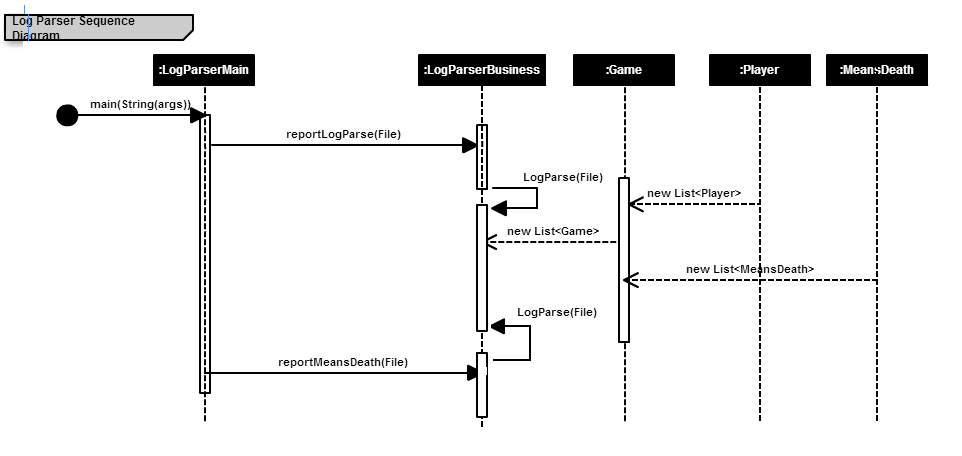 Log Parser Sequence
Diagram
:LogParserMain
:LogParserBusiness
:Game
:Player
:MeansDeath
main(String(args))
reportLogParse(File)
LogParse(File)
new List<Player>
new List<Game>
new List<MeansDeath>
LogParse(File)
reportMeansDeath(File)